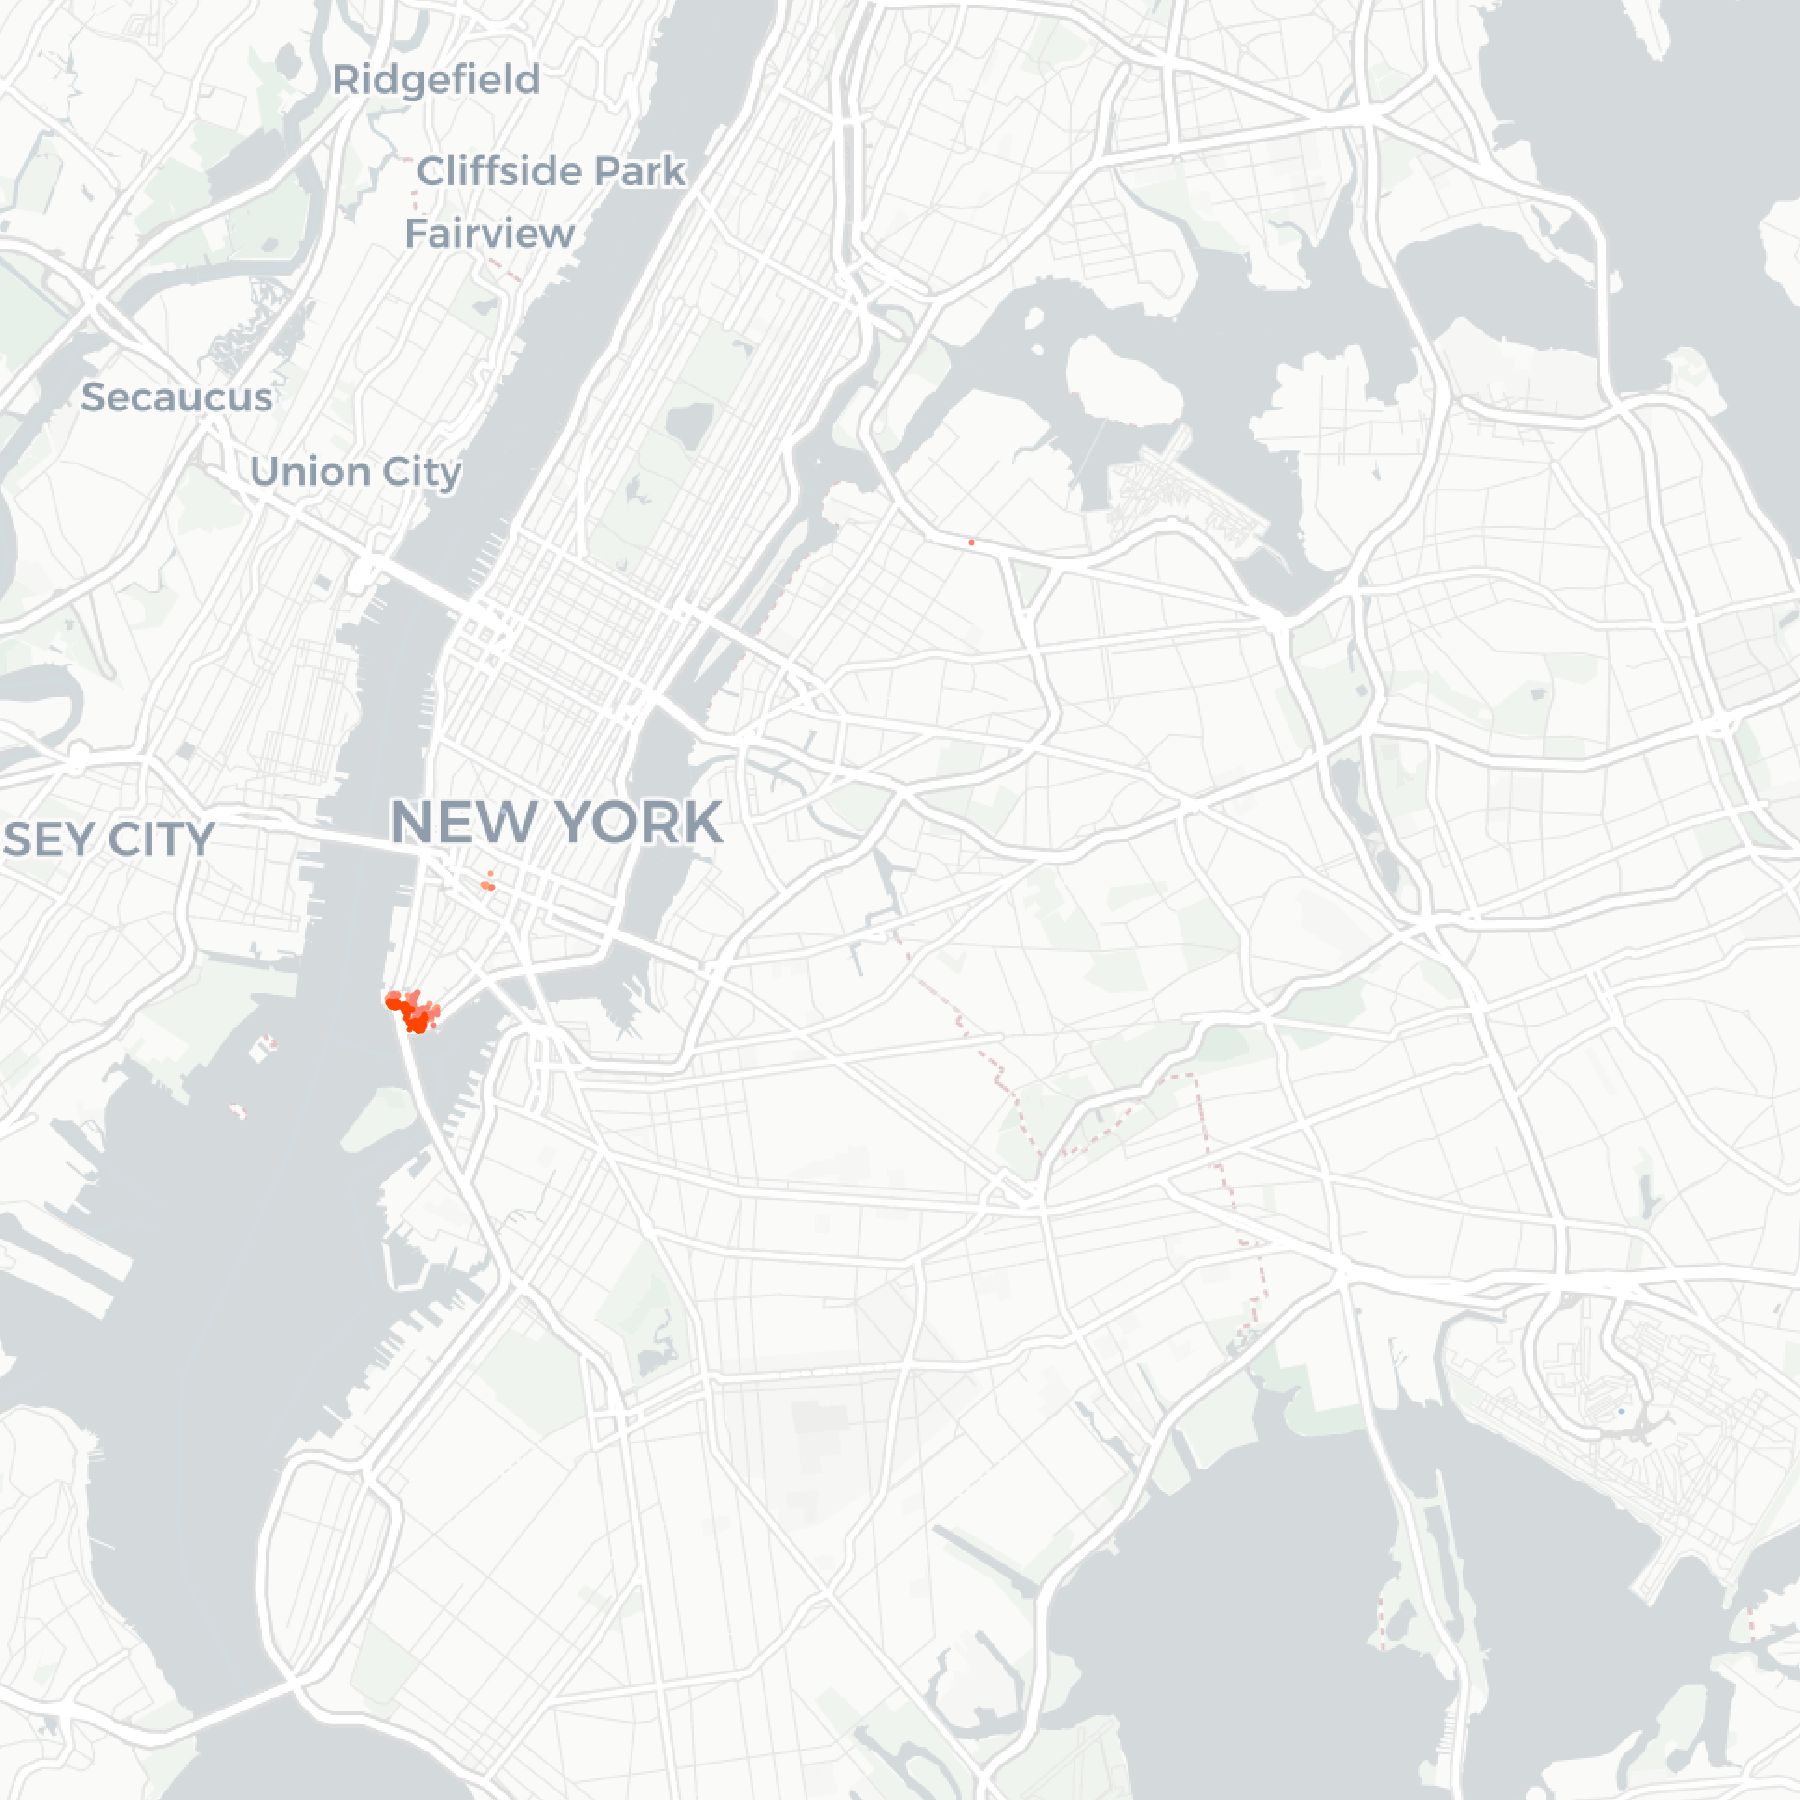 Ridgefield
Cliffside Park
Fairview
Secaucus
Union City
NEW YORK
SEY CITY